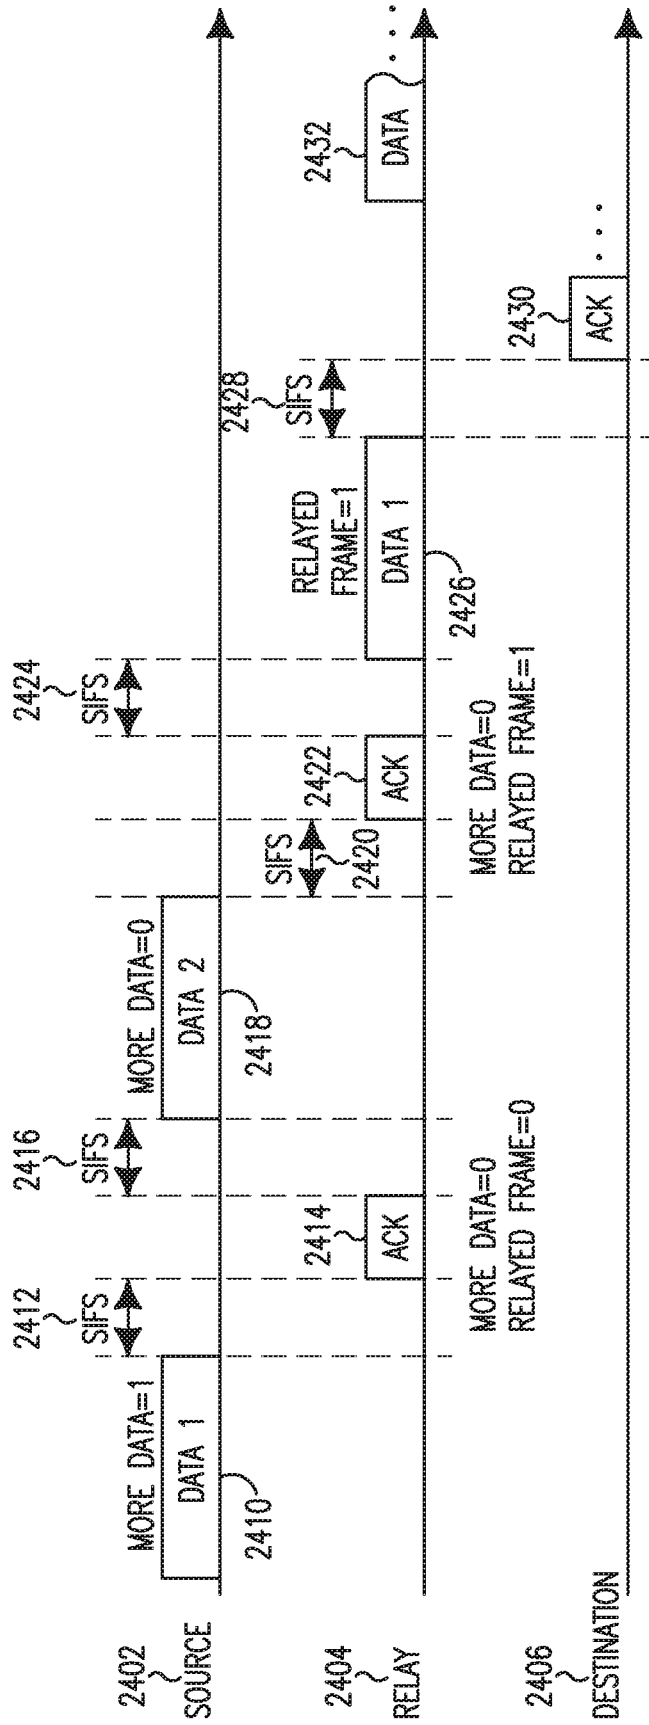 2402
SOURCE
MORE DATA=1
DATA 1
2410
2412
SIFS
2416
SIFS
MORE DATA=0
DATA 2
2418
2424
SIFS
2404
RELAY
2414
ACK
MORE DATA=0
RELAYED FRAME=0
SIFS
2420
2422
ACK
MORE DATA=0
RELAYED FRAME=1
RELAYED
FRAME=1
DATA 1
2426
2428
SIFS
2432
DATA
2406
DESTINATION
2430
ACK